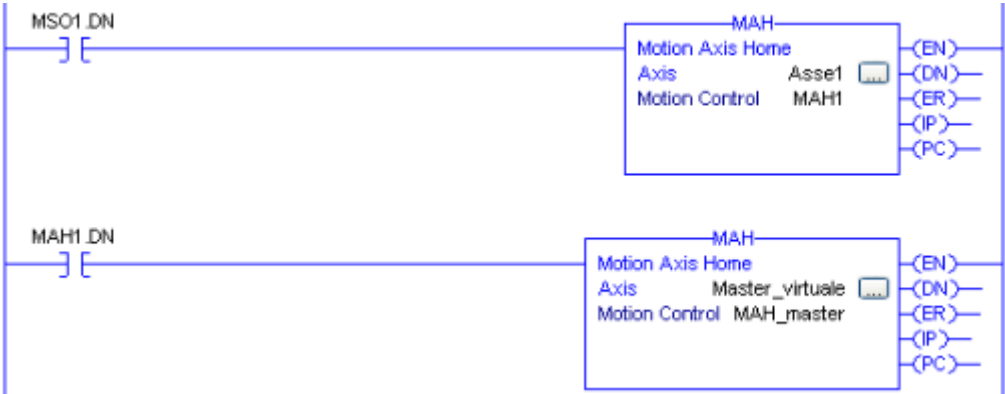 MSO1.DN
MAH
Motion Axis Home (EN)
Axis Asse1 ... (DN)
Motion Control MAH1 (ER)
(IP)
(PC)
MAH1.DN
MAH
Motion Axis Home (EN)
Axis Master_virtuale ... (DN)
Motion Control MAH_master (ER)
(IP)
(PC)